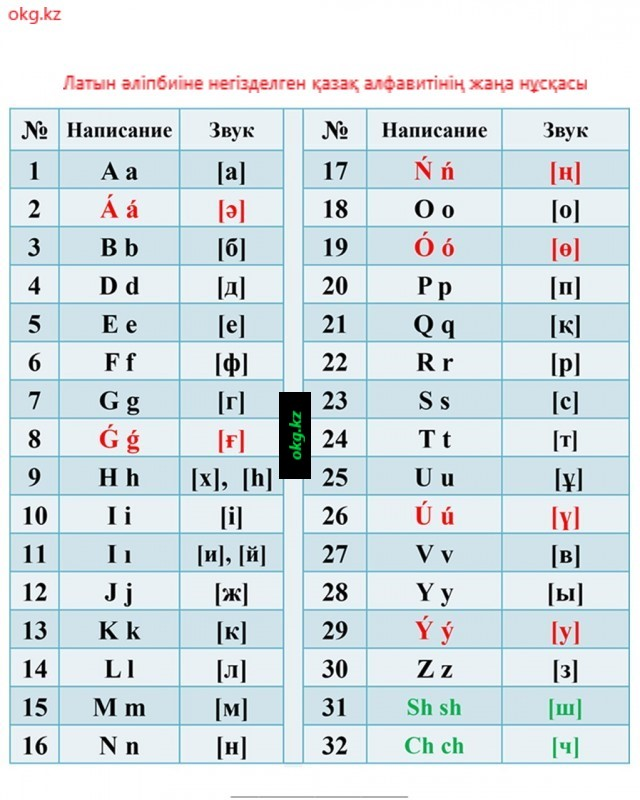 okg.kz
Латын әліпбиіне негізделген қазақ алфавитінің жаңа нұсқасы
№ Написание Звук № Написание Звук
1 A a [а] 17 Ń ń [ң]
2 Á á [ә] 18 O o [о]
3 B b [б] 19 Ó ó [ө]
4 D d [д] 20 P p [п]
5 E e [е] 21 Q q [қ]
6 F f [ф] 22 R r [р]
7 G g [г] 23 S s [с]
8 Ǵ ǵ [ғ] 24 T t [т]
9 H h [х], [h] 25 U u [ұ]
10 I i [і] 26 Ú ú [ү]
11 I ı [и], [й] 27 V v [в]
12 J j [ж] 28 Y y [ы]
13 K k [к] 29 Ý ý [у]
14 L l [л] 30 Z z [з]
15 M m [м] 31 Sh sh [ш]
16 N n [н] 32 Ch ch [ч]
okg.kz